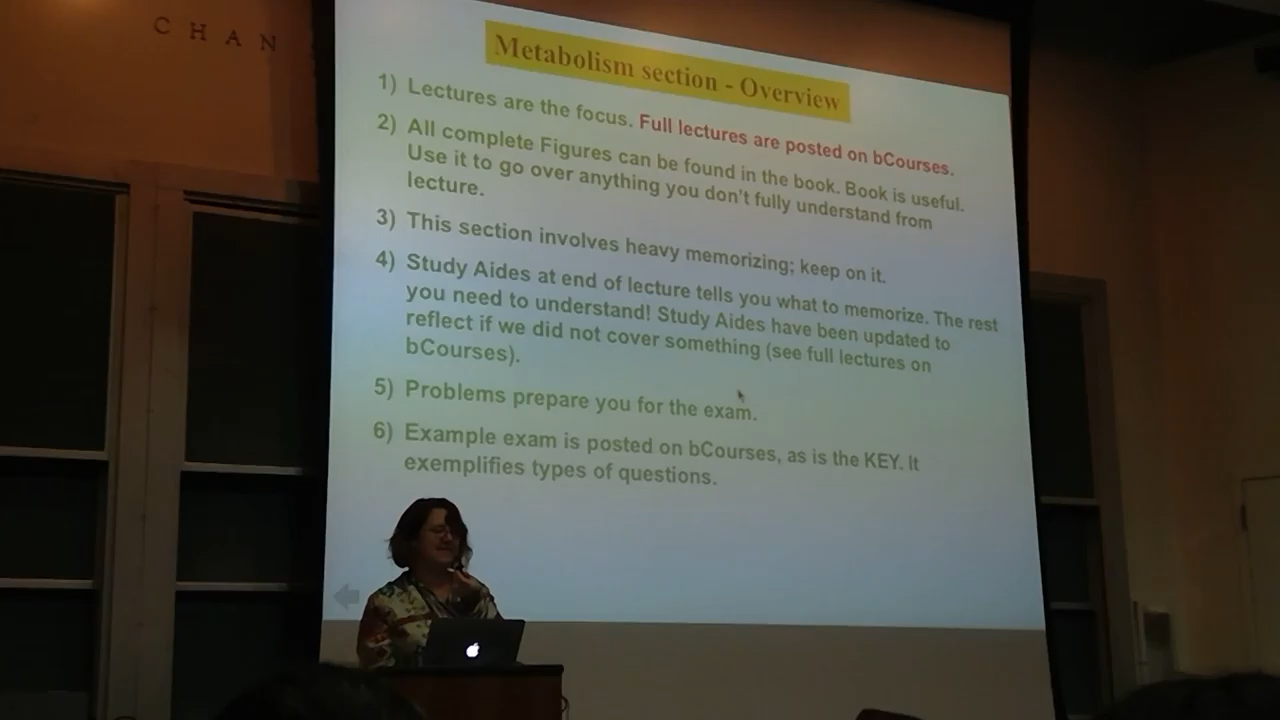 CHAN
Metabolism section - Overview
1) Lectures are the focus. Full lectures are posted on bCourses.
2) All complete Figures can be found in the book. Book is useful.
Use it to go over anything you don't fully understand from
lecture.
3) This section involves heavy memorizing; keep on it.
4) Study Aides at end of lecture tells you what to memorize. The rest
you need to understand! Study Aides have been updated to
reflect if we did not cover something (see full lectures on
bCourses).
5) Problems prepare you for the exam.
6) Example exam is posted on bCourses, as is the KEY. It
exemplifies types of questions.